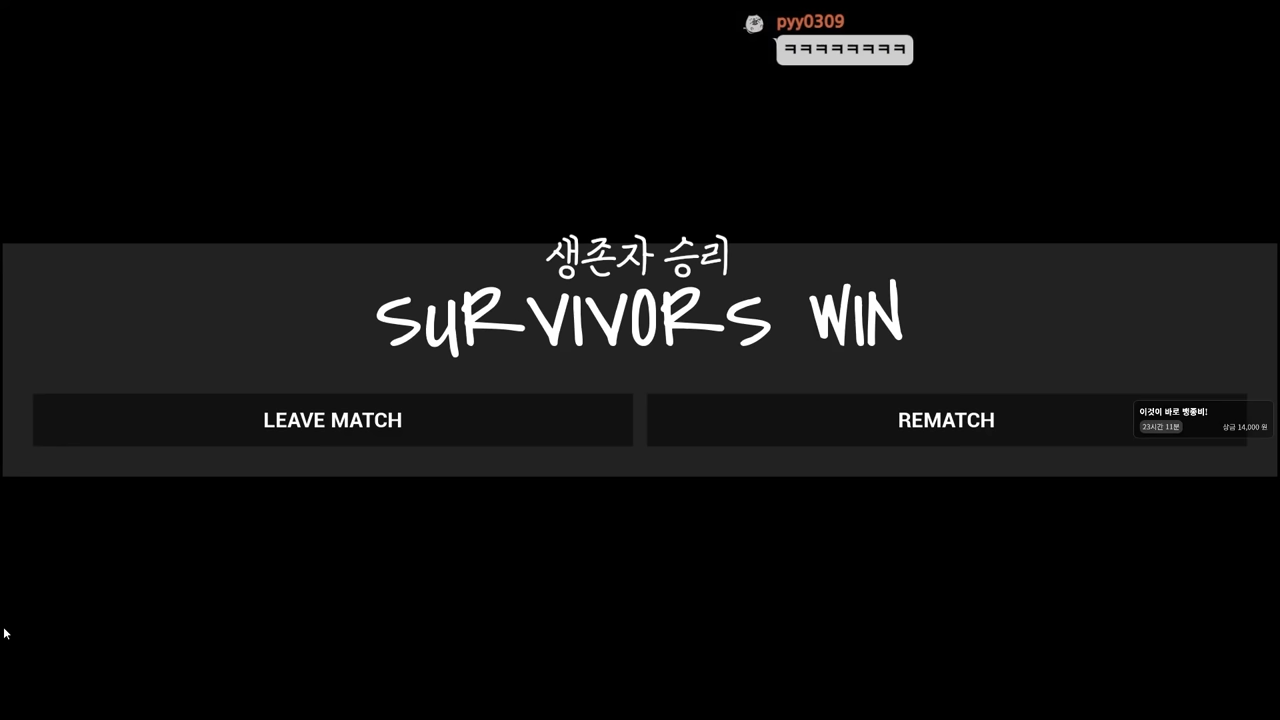 pyy0309
ㅋㅋㅋㅋㅋㅋㅋㅋ
생존자 승리
SURVIVORS WIN
LEAVE MATCH
REMATCH
이것이 바로 뱅종비!
23시간 11분
상금 14,000 원